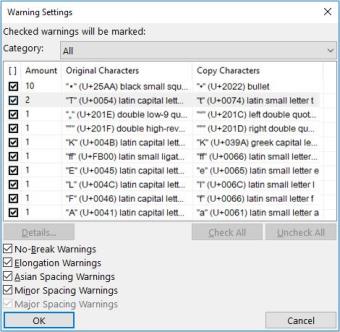 Warning Settings
Checked warnings will be marked:
Category: All
[ ] Amount Original Characters Copy Characters
10 "▪" (U+25AA) black small squ... "•" (U+2022) bullet
2 "T" (U+0054) latin capital lett... "t" (U+0074) latin small letter t
1 "„" (U+201E) double low-9 q... """ (U+201C) left double quot...
1 "‟" (U+201F) double high-rev... """ (U+201D) right double qu...
1 "K" (U+004B) latin capital lett... "Κ" (U+039A) greek capital le...
1 "ff" (U+FB00) latin small ligat... "ff" (U+0066) latin small letter...
1 "E" (U+0045) latin capital lett... "e" (U+0065) latin small letter e
1 "L" (U+004C) latin capital lett... "l" (U+006C) latin small letter l
1 "F" (U+0046) latin capital lett... "f" (U+0066) latin small letter f
1 "A" (U+0041) latin capital lett... "a" (U+0061) latin small letter a
Details... Check All Uncheck All
No-Break Warnings
Elongation Warnings
Asian Spacing Warnings
Minor Spacing Warnings
Major Spacing Warnings
OK Cancel